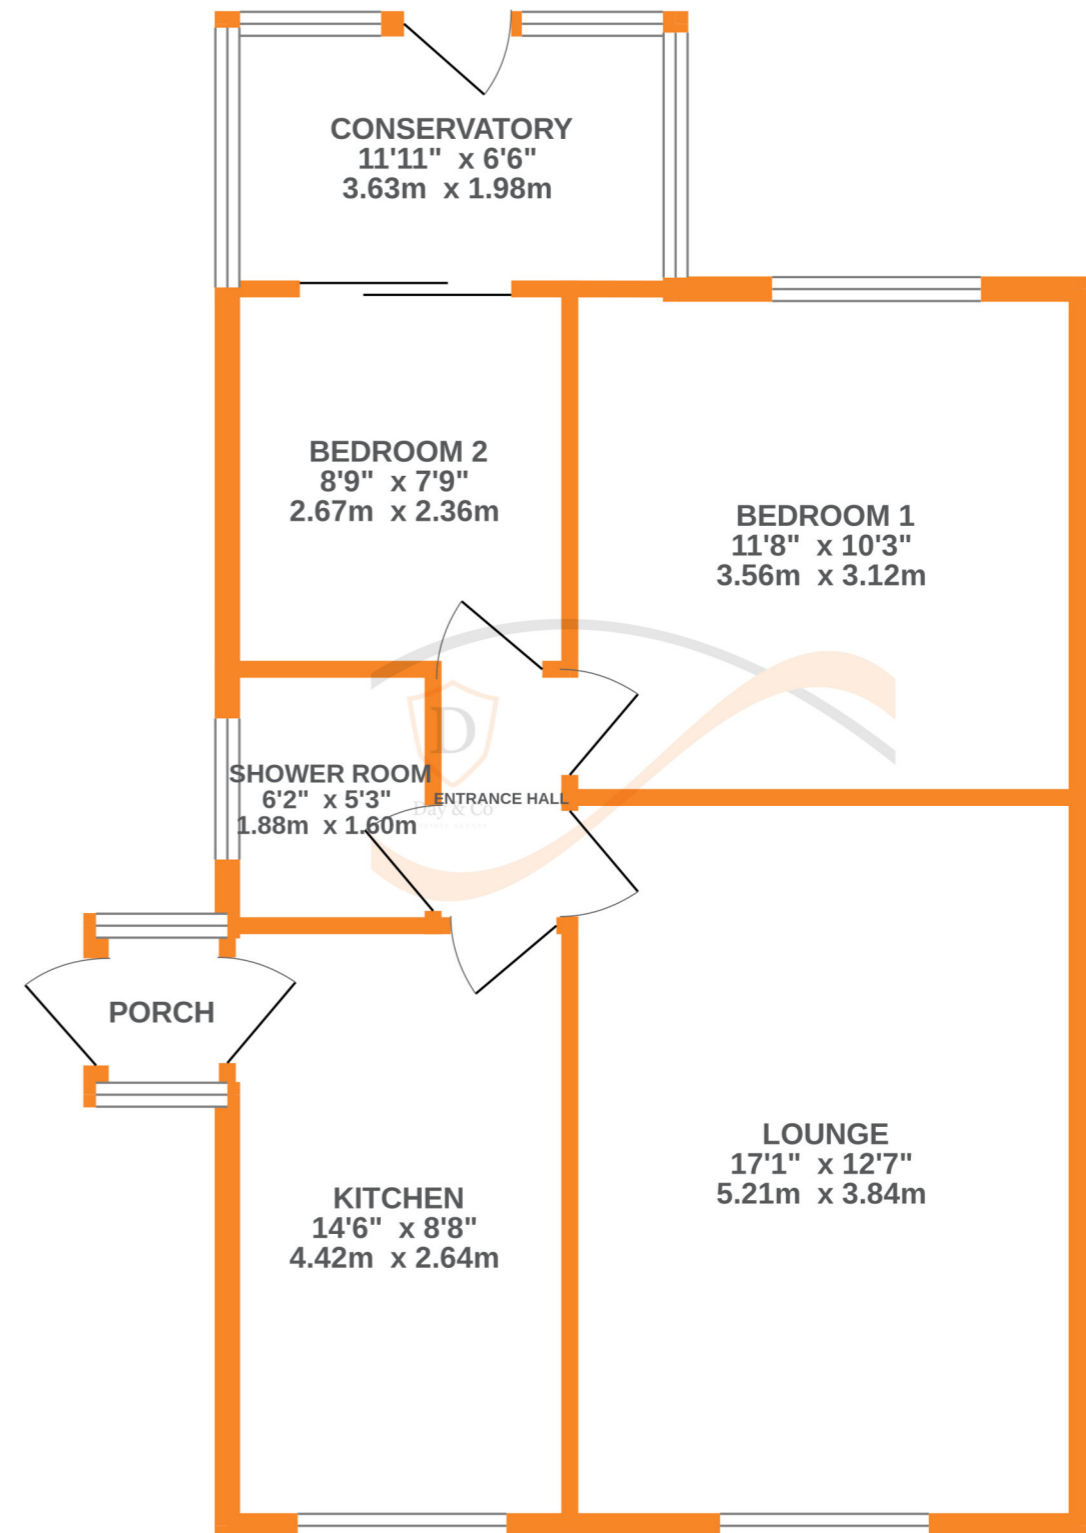 CONSERVATORY
11'11" x 6'6"
3.63m x 1.98m
BEDROOM 2
8'9" x 7'9"
2.67m x 2.36m
BEDROOM 1
11'8" x 10'3"
3.56m x 3.12m
D
SHOWER ROOM
6'2" x 5'3"
1.88m x 1.60m
ENTRANCE HALL
Day & Co
PORCH
LOUNGE
17'1" x 12'7"
5.21m x 3.84m
KITCHEN
14'6" x 8'8"
4.42m x 2.64m